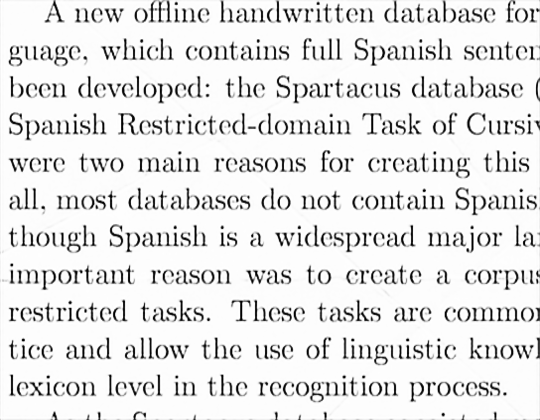 A new offline handwritten database for
guage, which contains full Spanish senten
been developed: the Spartacus database (
Spanish Restricted-domain Task of Cursiv
were two main reasons for creating this
all, most databases do not contain Spanis
though Spanish is a widespread major la
important reason was to create a corpus
restricted tasks. These tasks are common
tice and allow the use of linguistic knowl
lexicon level in the recognition process.